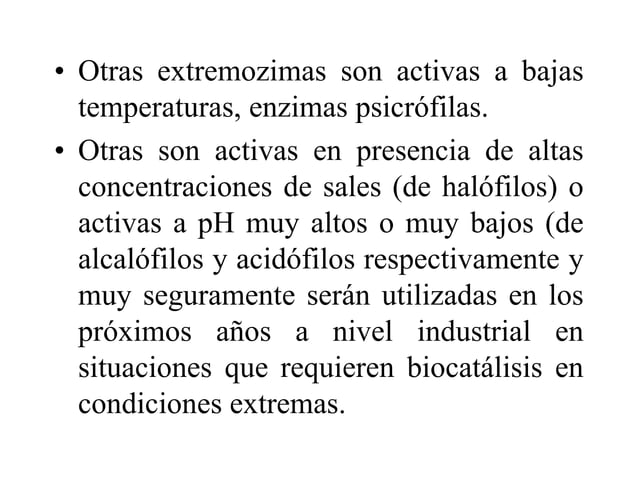 • Otras extremozimas son activas a bajas
temperaturas, enzimas psicrófilas.
• Otras son activas en presencia de altas
concentraciones de sales (de halófilos) o
activas a pH muy altos o muy bajos (de
alcalófilos y acidófilos respectivamente y
muy seguramente serán utilizadas en los
próximos años a nivel industrial en
situaciones que requieren biocatálisis en
condiciones extremas.